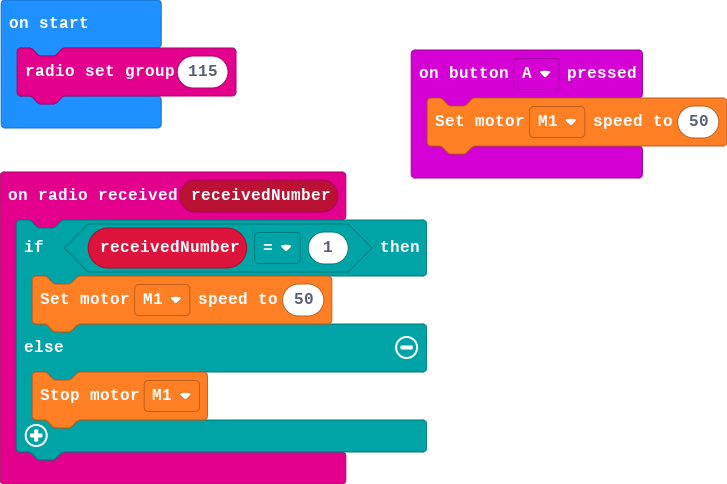 on start
radio set group 115
on button A pressed
Set motor M1 speed to 50
on radio received receivedNumber
if receivedNumber = 1 then
Set motor M1 speed to 50
else
Stop motor M1